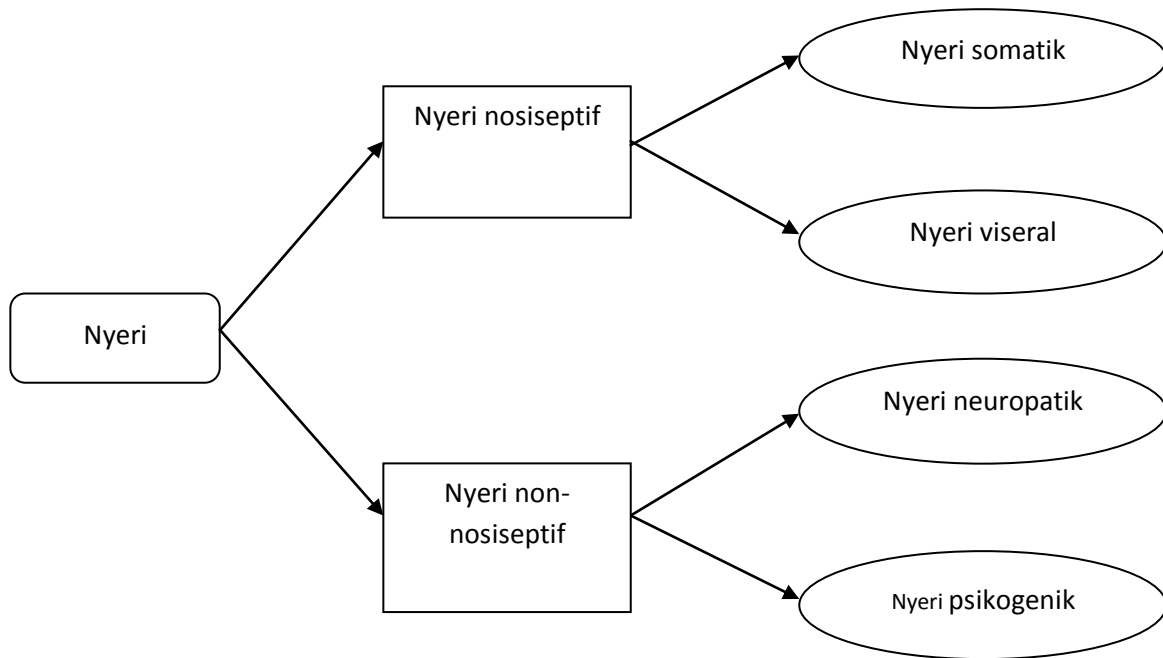 Nyeri somatik
Nyeri nosiseptif
Nyeri viseral
Nyeri
Nyeri neuropatik
Nyeri non-
nosiseptif
Nyeri psikogenik